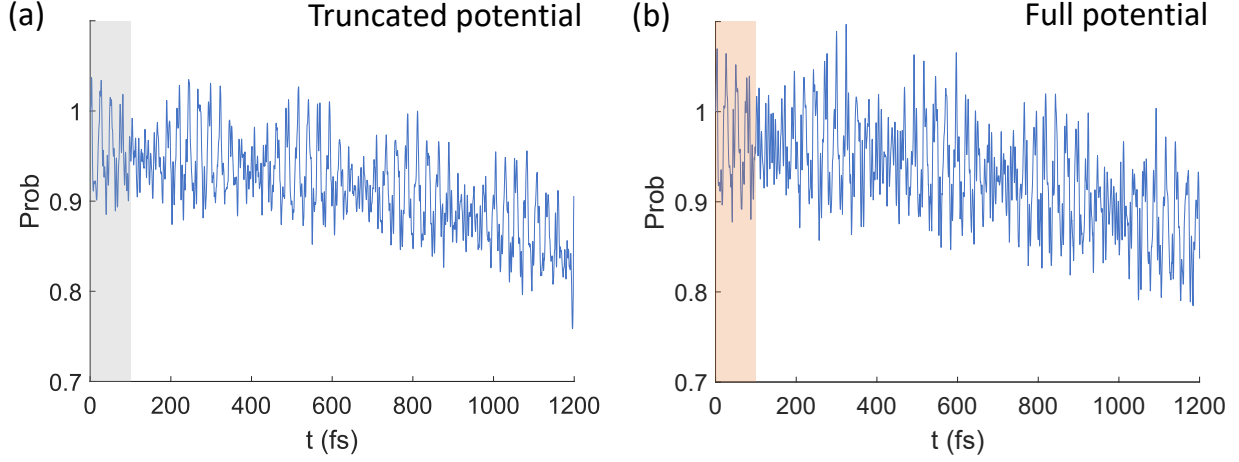 (a)
Truncated potential
1
0.9
0.8
0.7
Prob
0 200 400 600 800 1000 1200
t (fs)
(b)
Full potential
1
0.9
0.8
0.7
Prob
0 200 400 600 800 1000 1200
t (fs)